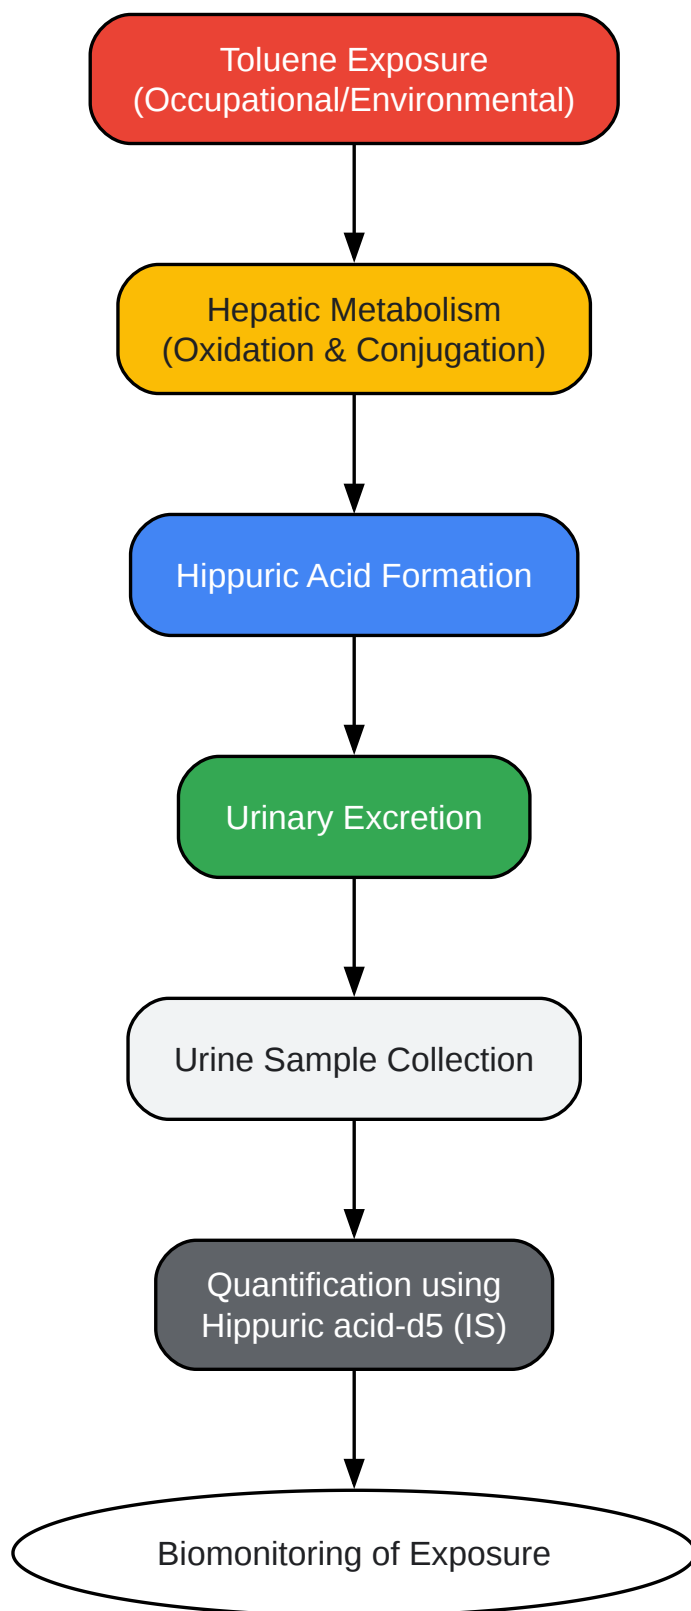 Toluene Exposure
(Occupational/Environmental)
Hepatic Metabolism
(Oxidation & Conjugation)
Hippuric Acid Formation
Urinary Excretion
Urine Sample Collection
Quantification using
Hippuric acid-d5 (IS)
Biomonitoring of Exposure